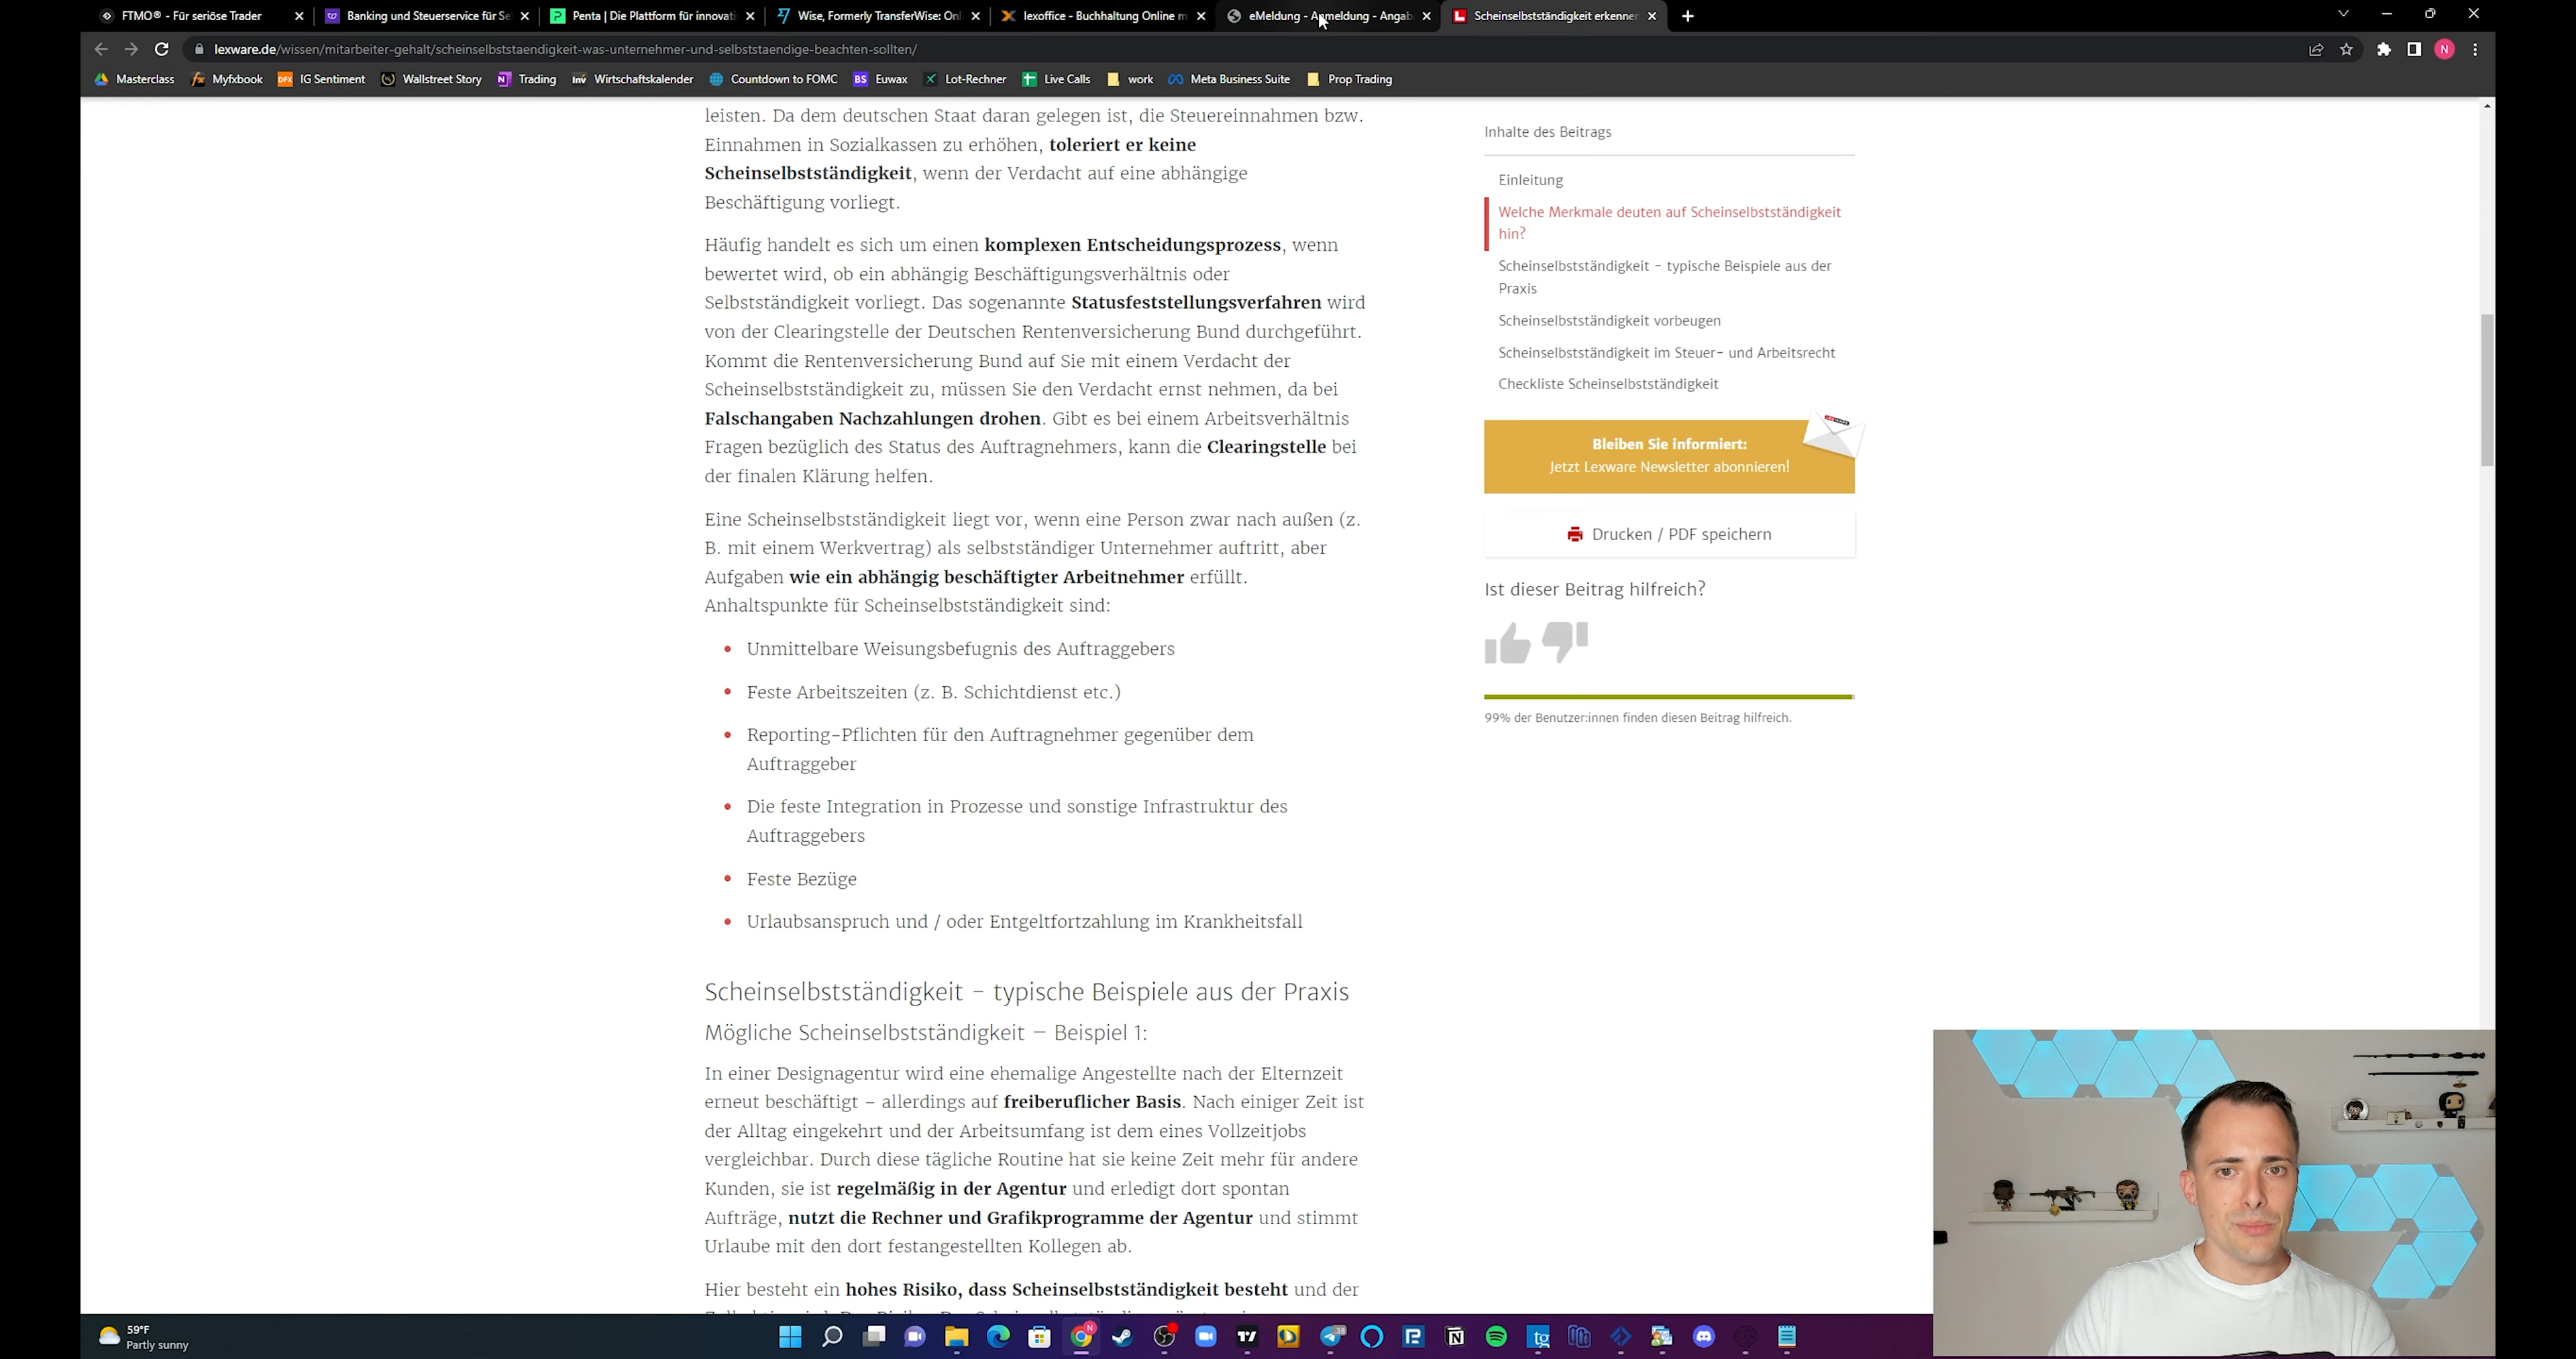 FTMO® - Für seriöse Trader
Banking und Steuerservice für Se
Penta | Die Plattform für innovati
Wise, Formerly TransferWise: Onl
lexoffice - Buchhaltung Online m
eMeldung - Anmeldung - Angab
Scheinselbstständigkeit erkennen
lexware.de/wissen/mitarbeiter-gehalt/scheinselbststaendigkeit-was-unternehmer-und-selbststaendige-beachten-sollten/
N
Masterclass
Myfxbook
IG Sentiment
Wallstreet Story
Trading
Wirtschaftskalender
Countdown to FOMC
BS Euwax
Lot-Rechner
Live Calls
work
Meta Business Suite
Prop Trading
leisten. Da dem deutschen Staat daran gelegen ist, die Steuereinnahmen bzw.
Einnahmen in Sozialkassen zu erhöhen, toleriert er keine
Scheinselbstständigkeit, wenn der Verdacht auf eine abhängige
Beschäftigung vorliegt.
Häufig handelt es sich um einen komplexen Entscheidungsprozess, wenn
bewertet wird, ob ein abhängig Beschäftigungsverhältnis oder
Selbstständigkeit vorliegt. Das sogenannte Statusfeststellungsverfahren wird
von der Clearingstelle der Deutschen Rentenversicherung Bund durchgeführt.
Kommt die Rentenversicherung Bund auf Sie mit einem Verdacht der
Scheinselbstständigkeit zu, müssen Sie den Verdacht ernst nehmen, da bei
Falschangaben Nachzahlungen drohen. Gibt es bei einem Arbeitsverhältnis
Fragen bezüglich des Status des Auftragnehmers, kann die Clearingstelle bei
der finalen Klärung helfen.
Eine Scheinselbstständigkeit liegt vor, wenn eine Person zwar nach außen (z.
B. mit einem Werkvertrag) als selbstständiger Unternehmer auftritt, aber
Aufgaben wie ein abhängig beschäftigter Arbeitnehmer erfüllt.
Anhaltspunkte für Scheinselbstständigkeit sind:
• Unmittelbare Weisungsbefugnis des Auftraggebers
• Feste Arbeitszeiten (z. B. Schichtdienst etc.)
• Reporting-Pflichten für den Auftragnehmer gegenüber dem
Auftraggeber
• Die feste Integration in Prozesse und sonstige Infrastruktur des
Auftraggebers
• Feste Bezüge
• Urlaubsanspruch und / oder Entgeltfortzahlung im Krankheitsfall
Scheinselbstständigkeit - typische Beispiele aus der Praxis
Mögliche Scheinselbstständigkeit – Beispiel 1:
In einer Designagentur wird eine ehemalige Angestellte nach der Elternzeit
erneut beschäftigt – allerdings auf freiberuflicher Basis. Nach einiger Zeit ist
der Alltag eingekehrt und der Arbeitsumfang ist dem eines Vollzeitjobs
vergleichbar. Durch diese tägliche Routine hat sie keine Zeit mehr für andere
Kunden, sie ist regelmäßig in der Agentur und erledigt dort spontan
Aufträge, nutzt die Rechner und Grafikprogramme der Agentur und stimmt
Urlaube mit den dort festangestellten Kollegen ab.
Hier besteht ein hohes Risiko, dass Scheinselbstständigkeit besteht und der
Inhalte des Beitrags
Einleitung
Welche Merkmale deuten auf Scheinselbstständigkeit
hin?
Scheinselbstständigkeit - typische Beispiele aus der
Praxis
Scheinselbstständigkeit vorbeugen
Scheinselbstständigkeit im Steuer- und Arbeitsrecht
Checkliste Scheinselbstständigkeit
Bleiben Sie informiert:
Jetzt Lexware Newsletter abonnieren!
Drucken / PDF speichern
Ist dieser Beitrag hilfreich?
99% der Benutzer:innen finden diesen Beitrag hilfreich.
59°F
Partly sunny